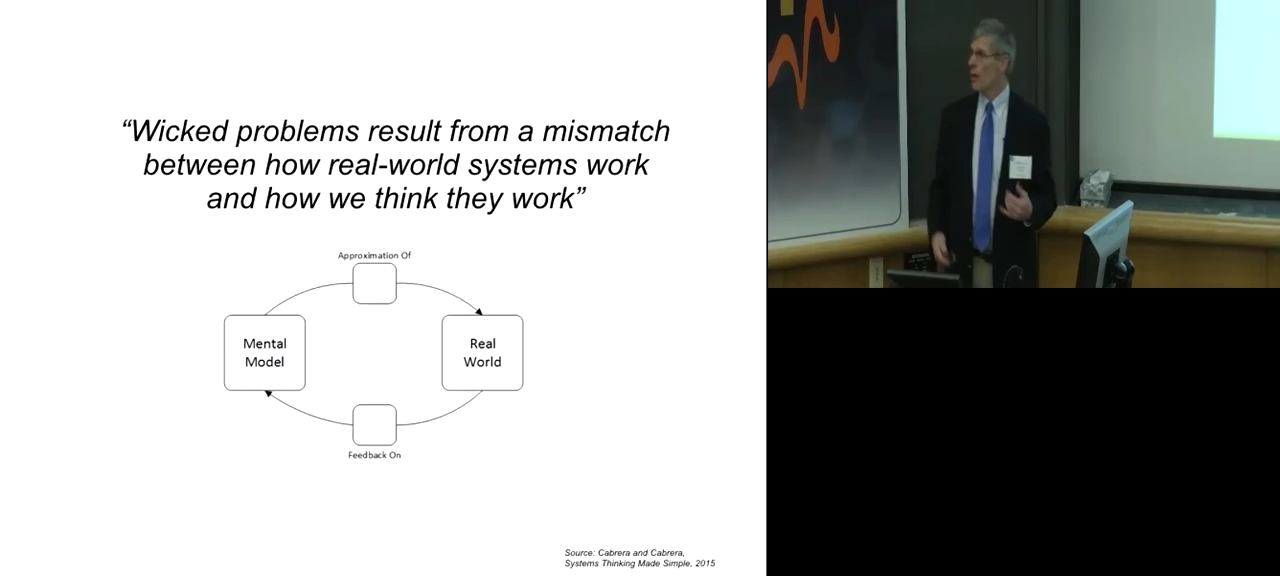 “Wicked problems result from a mismatch
between how real-world systems work
and how we think they work”
Approximation Of
Mental
Model
Real
World
Feedback On
Source: Cabrera and Cabrera,
Systems Thinking Made Simple, 2015